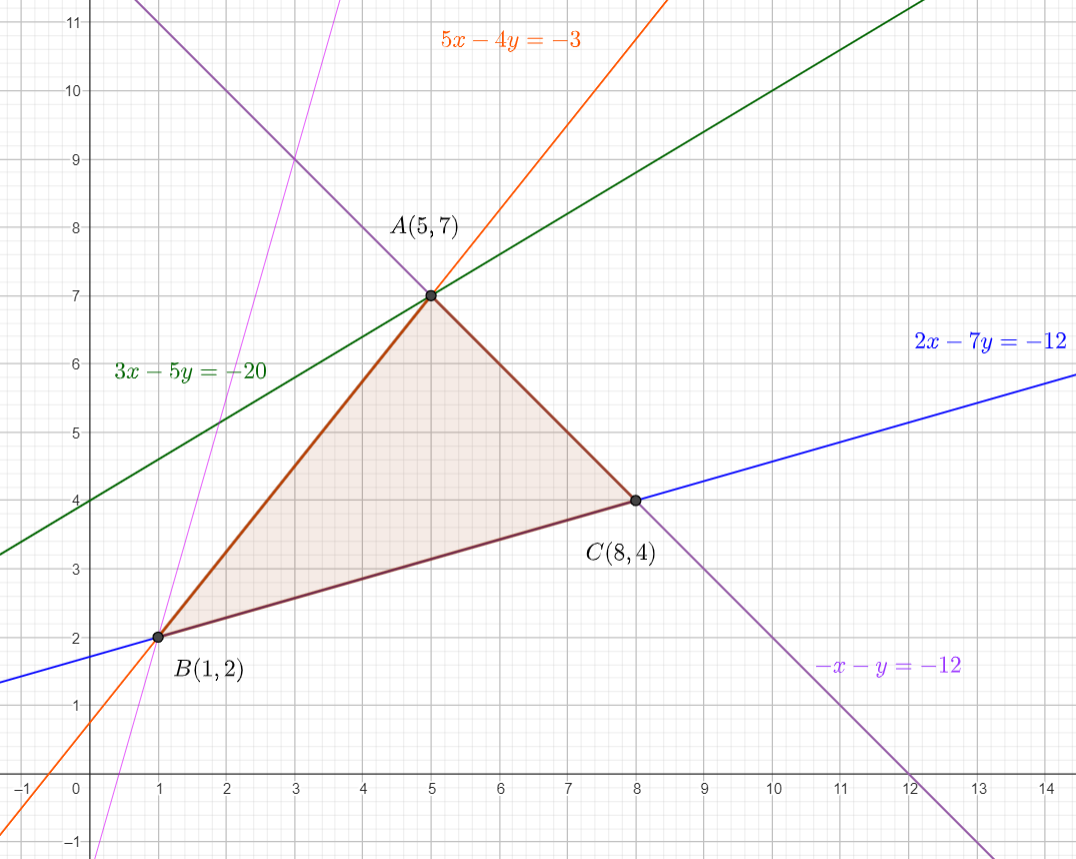 11
5x − 4y = −3
10
9
8
A(5, 7)
7
2x − 7y = −12
6
3x − 5y = −20
5
4
C(8, 4)
3
2
B(1, 2)
−x − y = −12
1
−1 0 1 2 3 4 5 6 7 8 9 10 11 12 13 14
−1